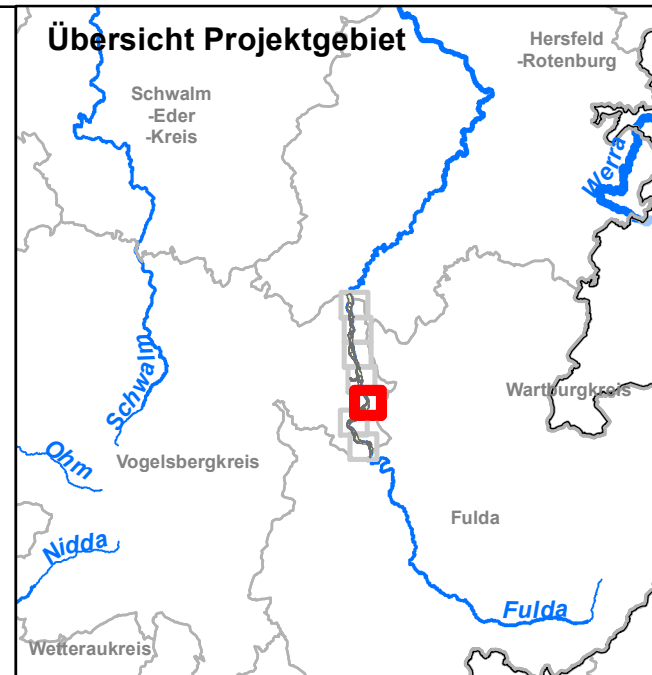 Übersicht Projektgebiet
Hersfeld
-Rotenburg
Schwalm
-Eder
-Kreis
Werra
Schwalm
Wartburgkreis
Ohm
Vogelsbergkreis
Nidda
Fulda
Fulda
Wetteraukreis